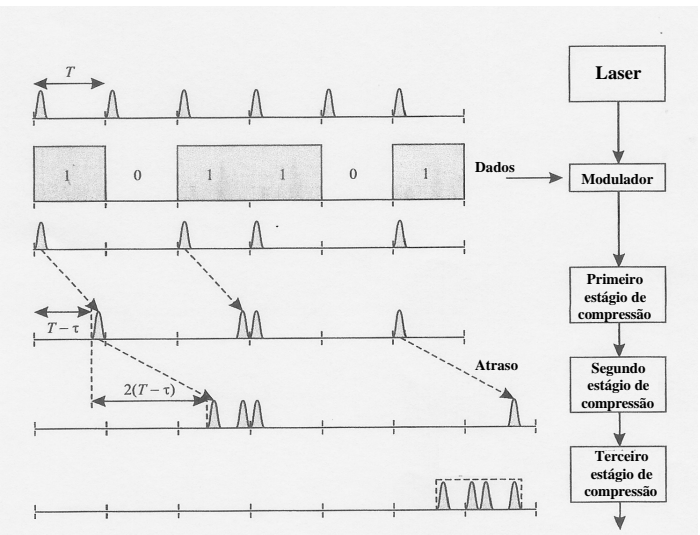 Laser
T
1 0 1 1 0 1
Dados
Modulador
Primeiro
estágio de
compressão
T – τ
Atraso
Segundo
estágio de
compressão
2(T – τ)
Terceiro
estágio de
compressão